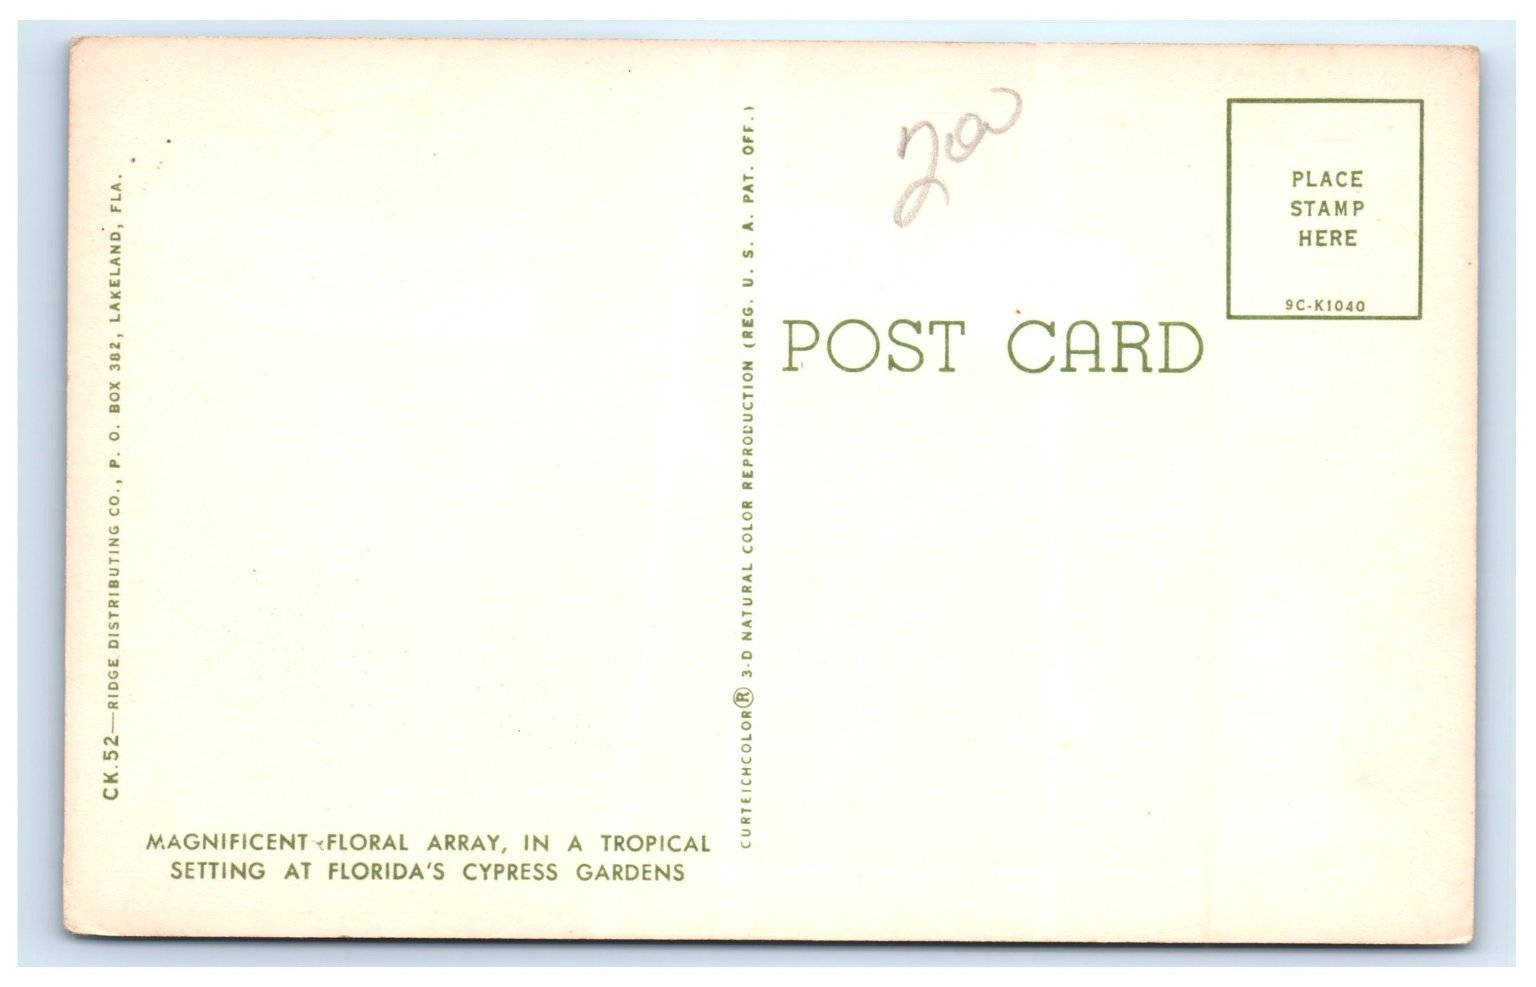 CK.52—RIDGE DISTRIBUTING CO., P. O. BOX 382, LAKELAND, FLA.
MAGNIFICENT FLORAL ARRAY, IN A TROPICAL
SETTING AT FLORIDA'S CYPRESS GARDENS
CURTEICHCOLOR® 3-D NATURAL COLOR REPRODUCTION (REG. U. S. A. PAT. OFF.)
POST CARD
PLACE
STAMP
HERE
9C-K1040